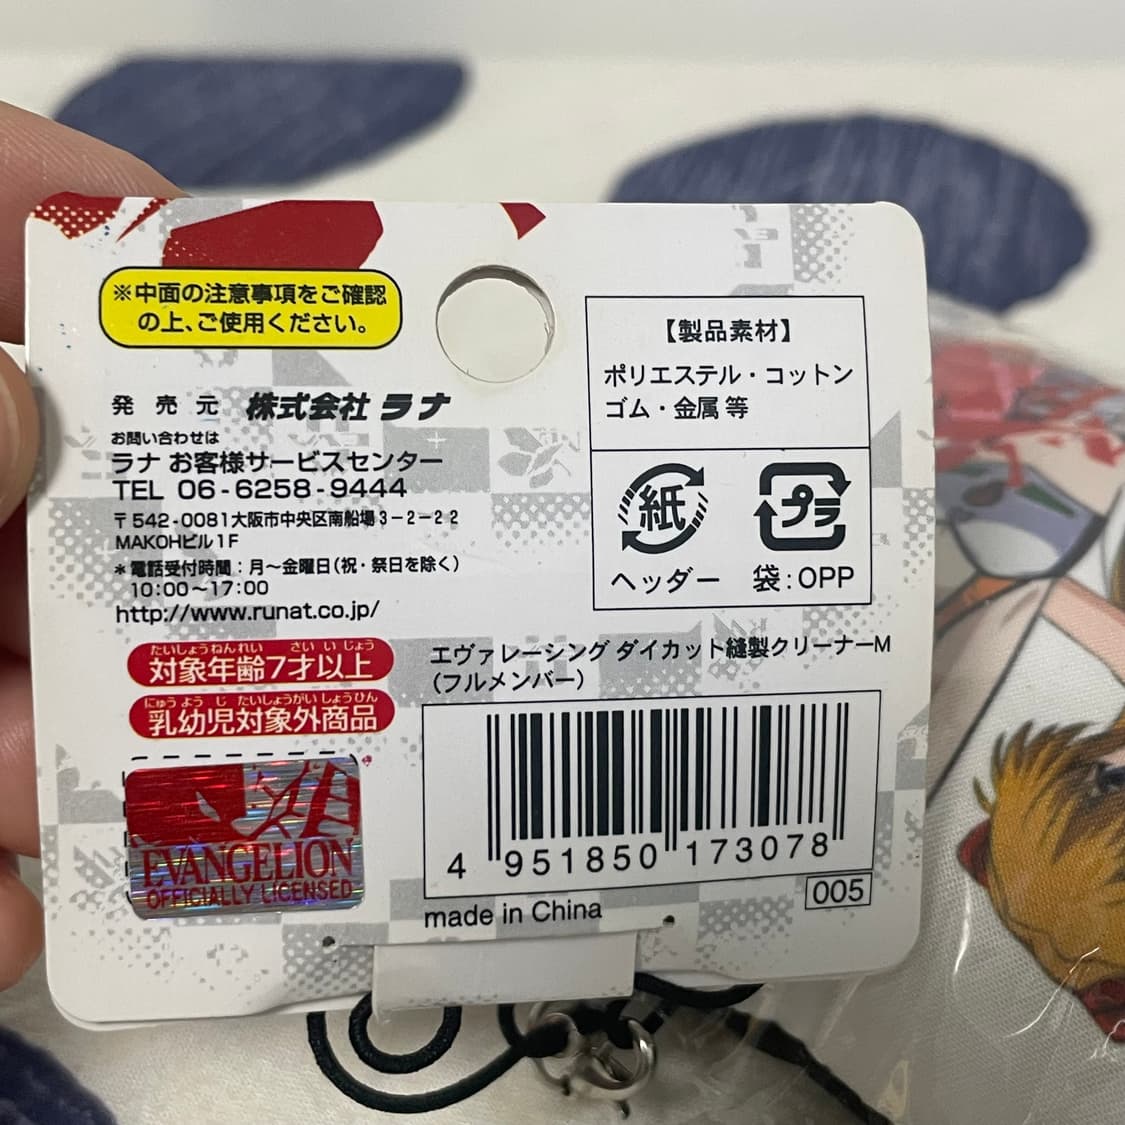 ※中面の注意事項をご確認
の上、ご使用ください。
発売元 株式会社ラナ
お問い合わせは
ラナ お客様サービスセンター
TEL 06-6258-9444
〒542-0081大阪市中央区南船場3-2-22
MAKOHビル1F
＊電話受付時間：月～金曜日(祝・祭日を除く)
10:00～17:00
http://www.runat.co.jp/
たいしょうねんれい さい い じょう
対象年齢7才以上
にゅう よう じ たいしょうがい しょうひん
乳幼児対象外商品
EVANGELION
OFFICIALLY LICENSED
【製品素材】
ポリエステル・コットン
ゴム・金属 等
紙 プラ
ヘッダー 袋:OPP
エヴァレーシング ダイカット縫製クリーナーM
(フルメンバー)
4 951850 173078
made in China
005